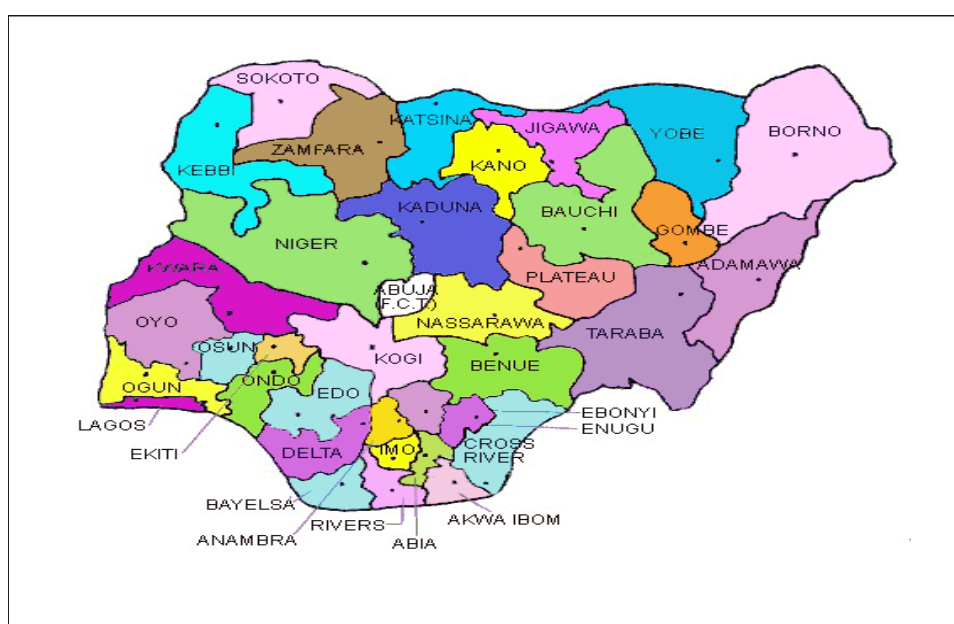 SOKOTO
KATSINA
JIGAWA
YOBE
BORNO
ZAMFARA
KANO
KEBBI
KADUNA
BAUCHI
GOMBE
NIGER
ADAMAWA
KWARA
PLATEAU
ABUJA
(F.C.T.)
NASSARAWA
OYO
TARABA
OSUN
KOGI
BENUE
OGUN
ONDO
EDO
LAGOS
EBONYI
ENUGU
EKITI
DELTA
IMO
CROSS
RIVER
BAYELSA
RIVERS
AKWA IBOM
ANAMBRA
ABIA